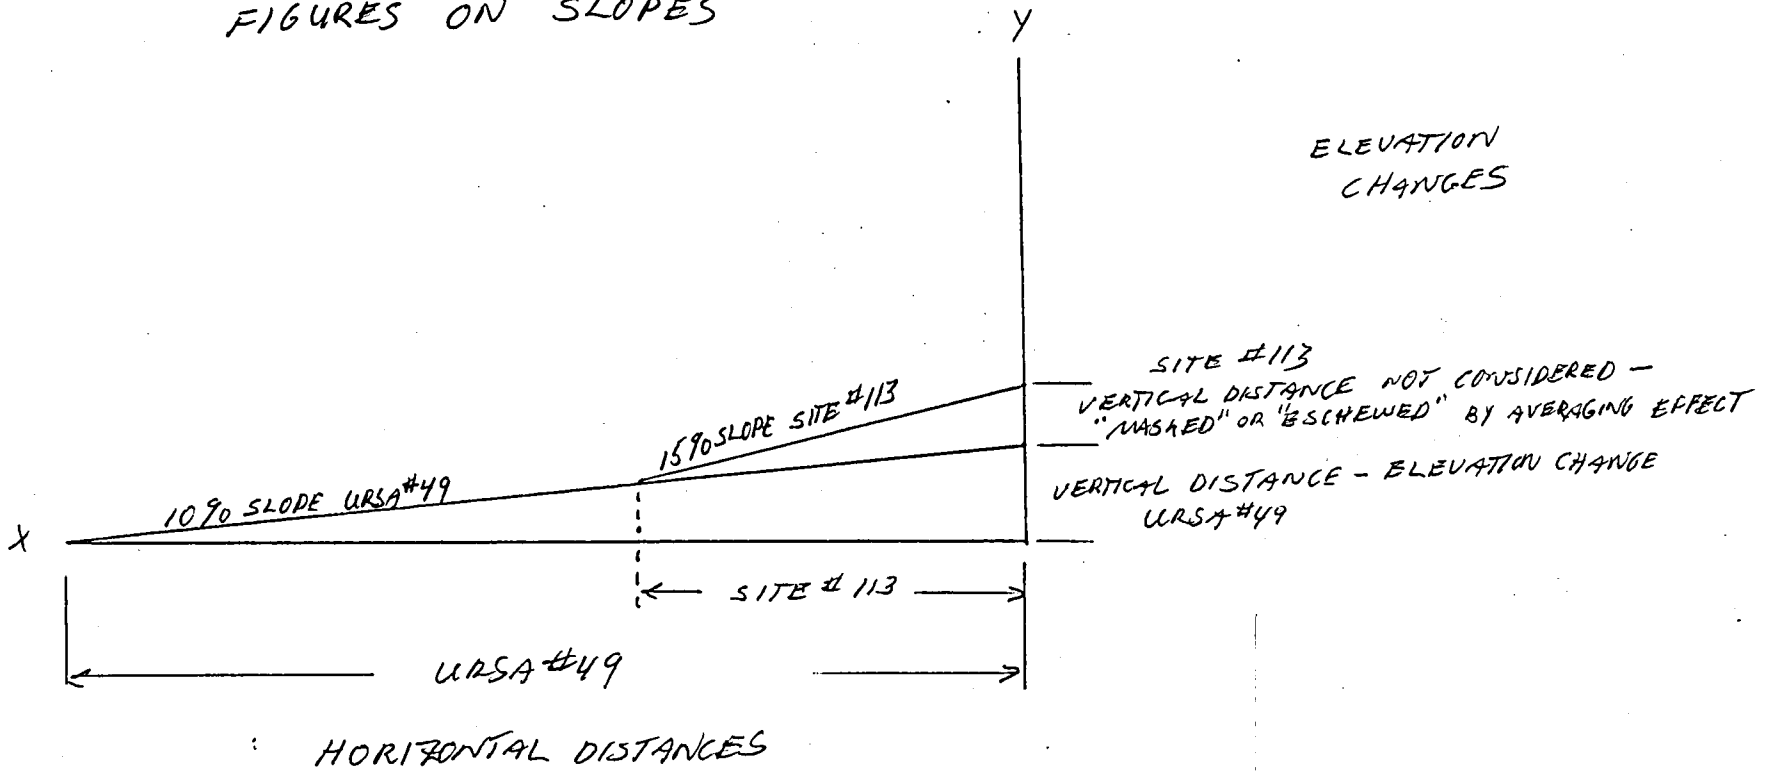 FIGURES ON SLOPES
Y
ELEVATION
CHANGES
SITE #113
VERTICAL DISTANCE NOT CONSIDERED -
"MASKED" OR "ESCHEWED" BY AVERAGING EFFECT
15% SLOPE SITE #113
10% SLOPE URSA #49
VERTICAL DISTANCE - ELEVATION CHANGE
URSA #49
X
SITE # 113
URSA #49
HORIZONTAL DISTANCES